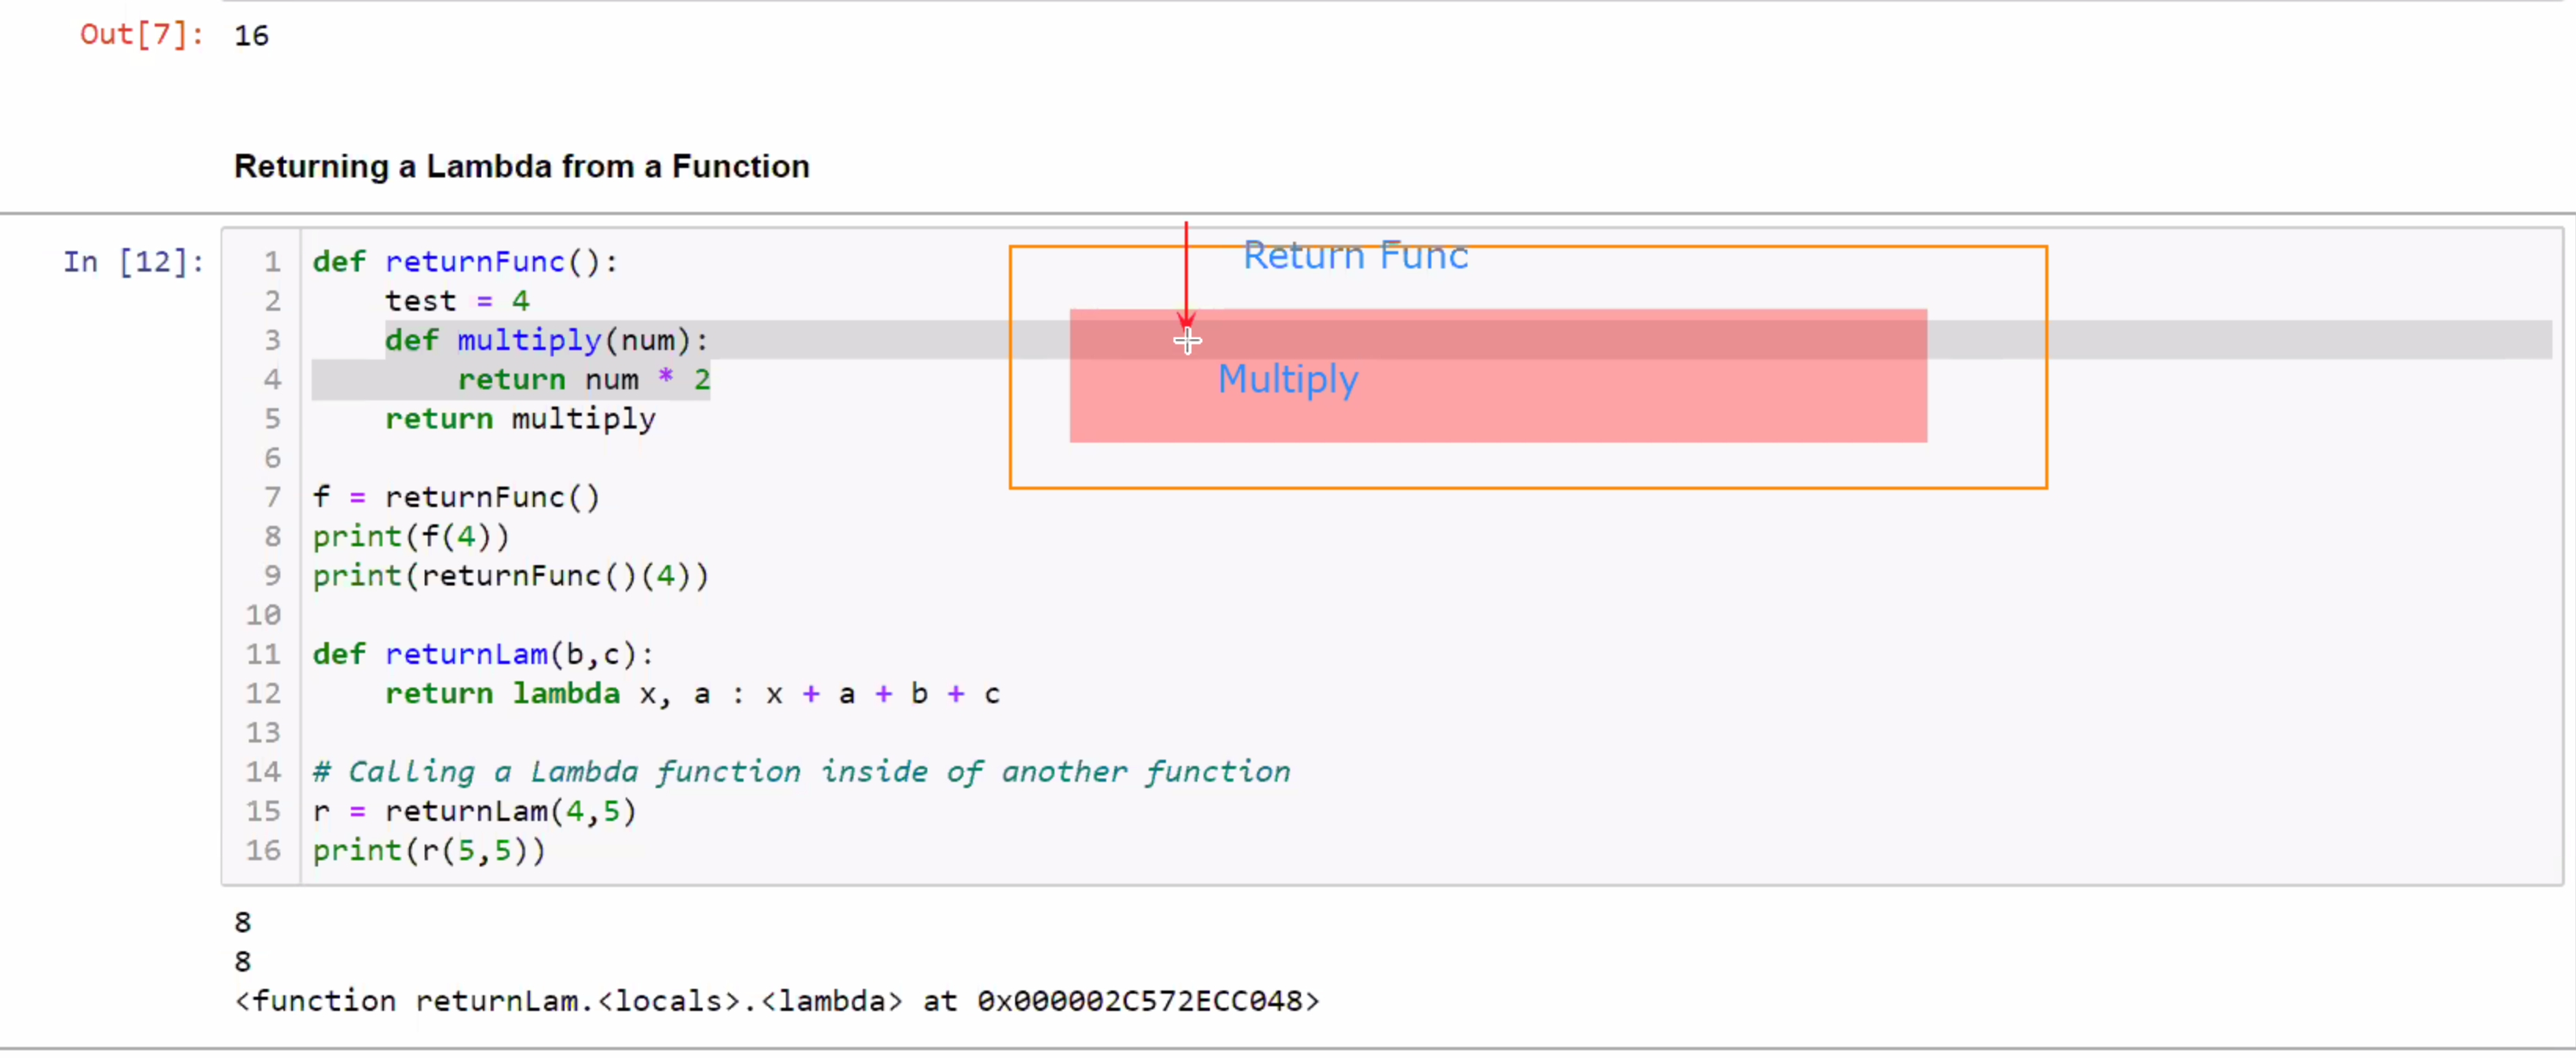 Out[7]: 16
Returning a Lambda from a Function
In [12]:
1 def returnFunc():
Return Func
2     test = 4
3     def multiply(num):
4         return num * 2
Multiply
5     return multiply
6
7 f = returnFunc()
8 print(f(4))
9 print(returnFunc()(4))
10
11 def returnLam(b,c):
12     return lambda x, a : x + a + b + c
13
14 # Calling a Lambda function inside of another function
15 r = returnLam(4,5)
16 print(r(5,5))
8
8
<function returnLam.<locals>.<lambda> at 0x000002C572ECC048>